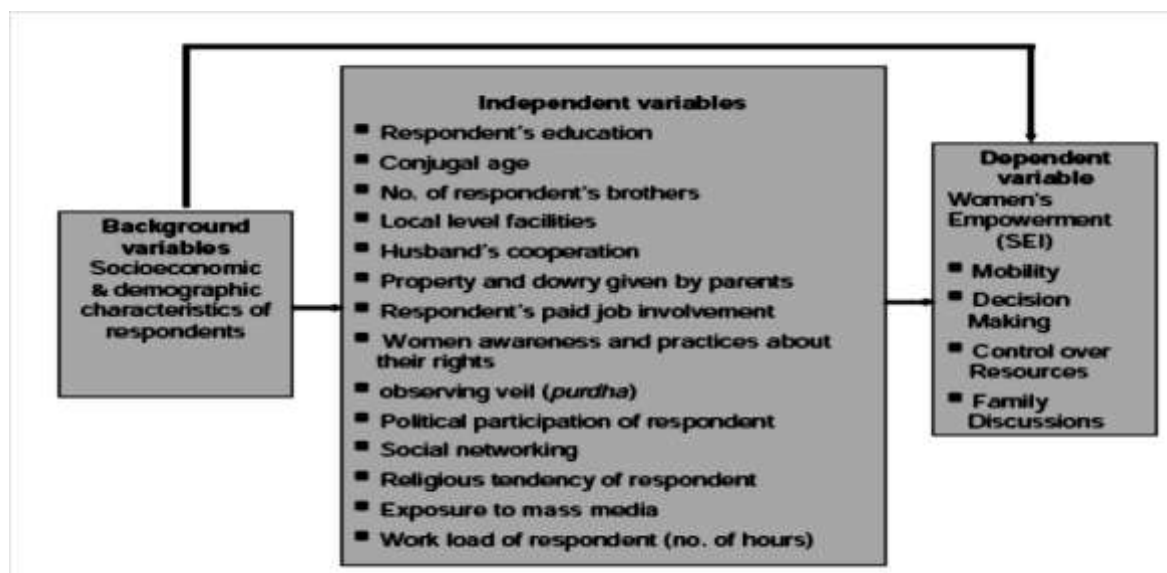 Background
variables
Socioeconomic
& demographic
characteristics of
respondents
Independent variables
▪ Respondent's education
▪ Conjugal age
▪ No. of respondent's brothers
▪ Local level facilities
▪ Husband's cooperation
▪ Property and dowry given by parents
▪ Respondent's paid job involvement
▪ Women awareness and practices about
their rights
▪ observing veil (purdha)
▪ Political participation of respondent
▪ Social networking
▪ Religious tendency of respondent
▪ Exposure to mass media
▪ Work load of respondent (no. of hours)
Dependent
variable
Women's
Empowerment
(SEI)
▪ Mobility
▪ Decision
Making
▪ Control over
Resources
▪ Family
Discussions